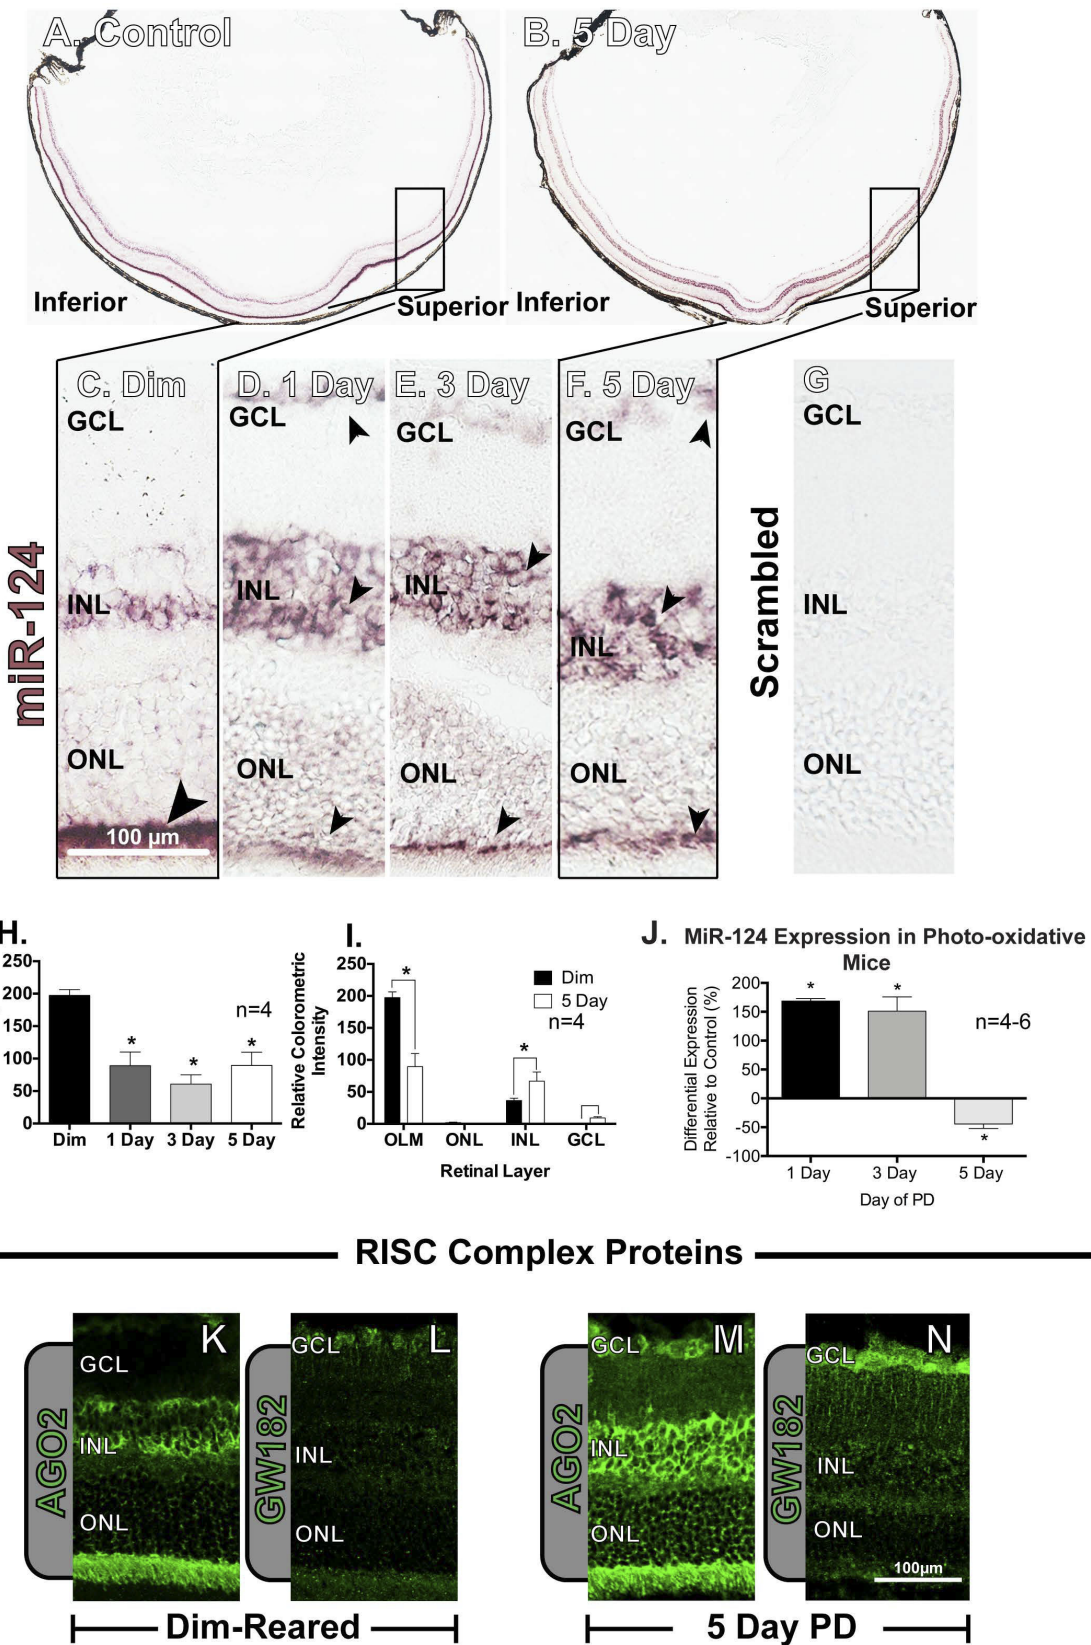 A. Control
B. 5 Day
Inferior
Superior
Inferior
Superior
C. Dim
D. 1 Day
E. 3 Day
F. 5 Day
G
GCL
GCL
GCL
GCL
GCL
miR-124
Scrambled
INL
INL
INL
INL
INL
ONL
ONL
ONL
ONL
ONL
100 µm
H.
250
200
150
100
50
0
n=4
*
*
*
Dim
1 Day
3 Day
5 Day
I.
Relative Colorometric
Intensity
250
200
150
100
50
0
*
*
Dim
5 Day
n=4
OLM
ONL
INL
GCL
Retinal Layer
J. MiR-124 Expression in Photo-oxidative
Mice
Differential Expression
Relative to Control (%)
200
150
100
50
0
-50
-100
*
*
*
n=4-6
1 Day
3 Day
5 Day
Day of PD
RISC Complex Proteins
AGO2
K
GCL
INL
ONL
GW182
L
GCL
INL
ONL
AGO2
M
GCL
INL
ONL
GW182
N
GCL
INL
ONL
100µm
Dim-Reared
5 Day PD